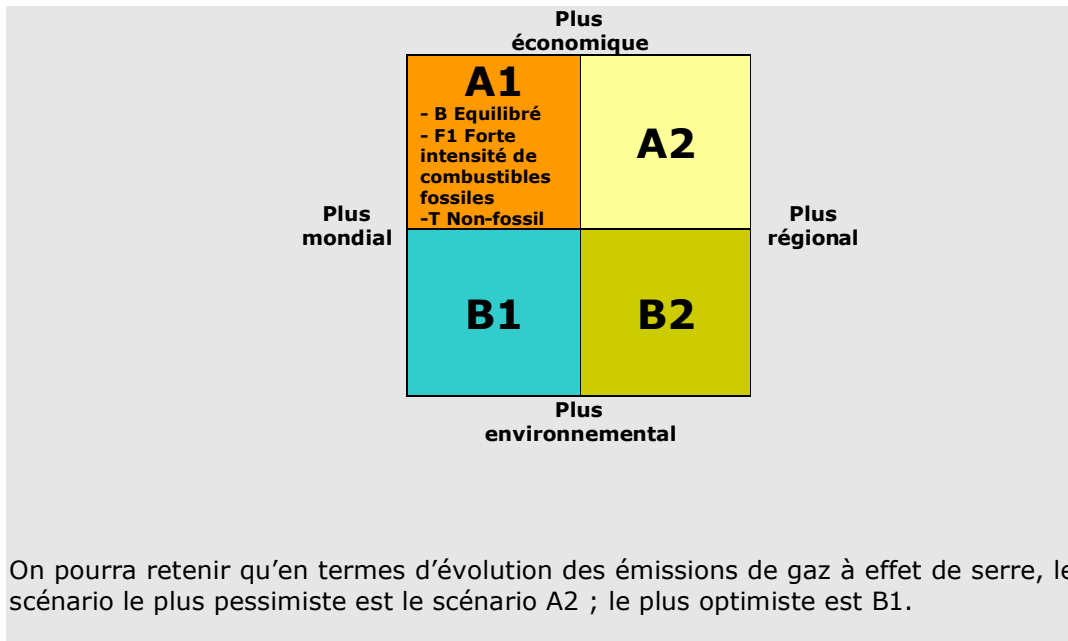 Plus
économique
A1
- B Equilibré
- F1 Forte
intensité de
combustibles
fossiles
-T Non-fossil
A2
Plus
mondial
Plus
régional
B1
B2
Plus
environnemental
On pourra retenir qu'en termes d'évolution des émissions de gaz à effet de serre, le
scénario le plus pessimiste est le scénario A2 ; le plus optimiste est B1.